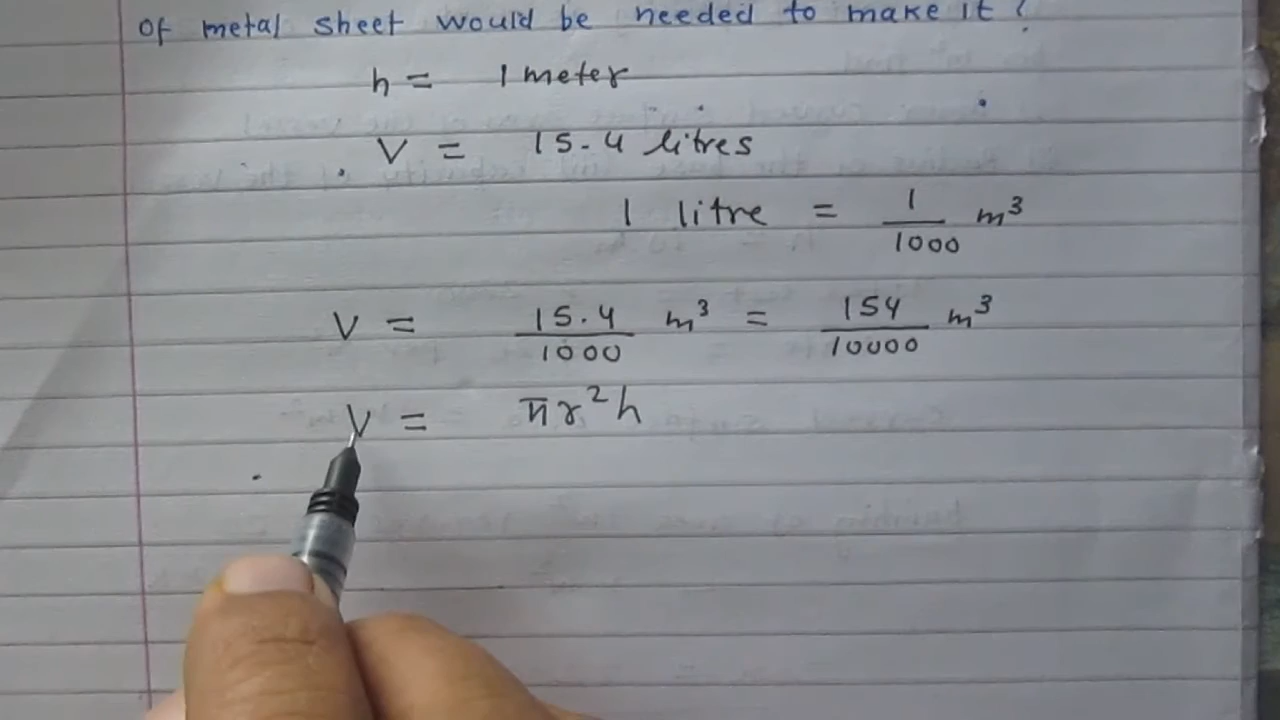 of metal sheet would be needed to make it?
h = 1 meter
V = 15.4 litres
1 litre = 1/1000 m³
V = 15.4/1000 m³ = 154/10000 m³
V = πr²h